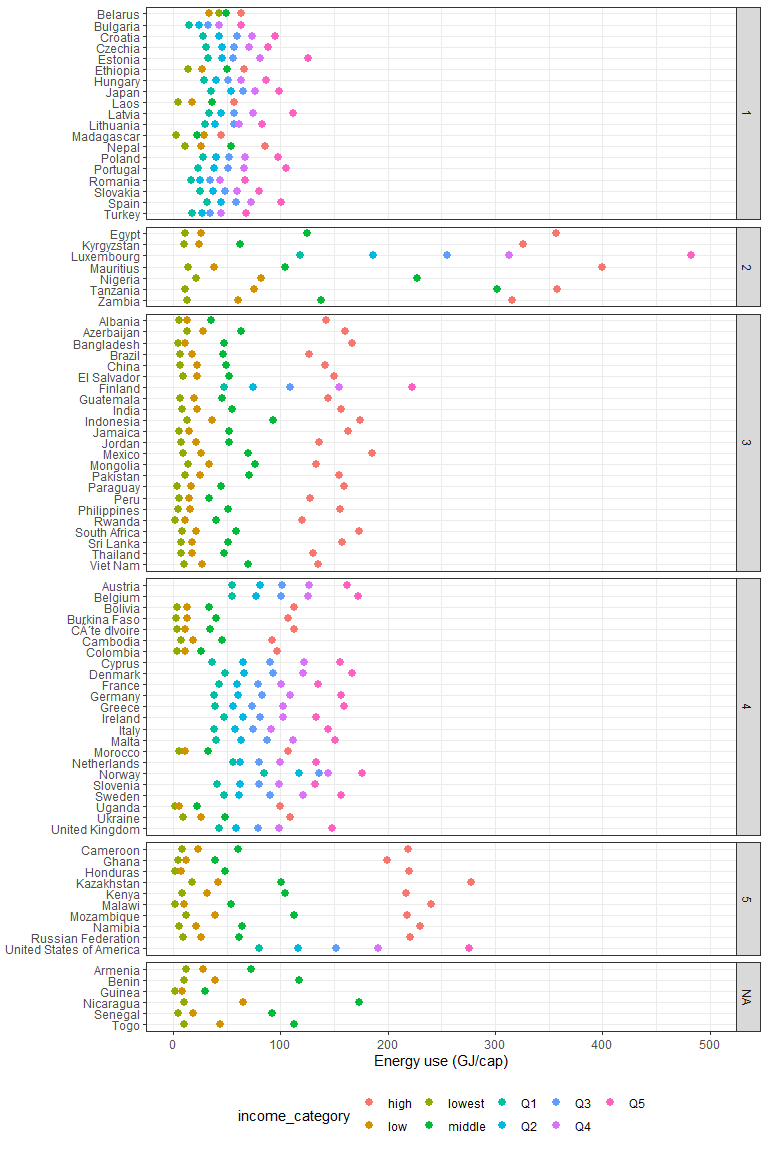 Belarus
Bulgaria
Croatia
Czechia
Estonia
Ethiopia
Hungary
Japan
Laos
Latvia
Lithuania
Madagascar
Nepal
Poland
Portugal
Romania
Slovakia
Spain
Turkey
1
Egypt
Kyrgyzstan
Luxembourg
Mauritius
Nigeria
Tanzania
Zambia
2
Albania
Azerbaijan
Bangladesh
Brazil
China
El Salvador
Finland
Guatemala
India
Indonesia
Jamaica
Jordan
Mexico
Mongolia
Pakistan
Paraguay
Peru
Philippines
Rwanda
South Africa
Sri Lanka
Thailand
Viet Nam
3
Austria
Belgium
Bolivia
Burkina Faso
CÃ´te dIvoire
Cambodia
Colombia
Cyprus
Denmark
France
Germany
Greece
Ireland
Italy
Malta
Morocco
Netherlands
Norway
Slovenia
Sweden
Uganda
Ukraine
United Kingdom
4
Cameroon
Ghana
Honduras
Kazakhstan
Kenya
Malawi
Mozambique
Namibia
Russian Federation
United States of America
5
Armenia
Benin
Guinea
Nicaragua
Senegal
Togo
NA
0 100 200 300 400 500
Energy use (GJ/cap)
income_category
high lowest Q1 Q3 Q5
low middle Q2 Q4